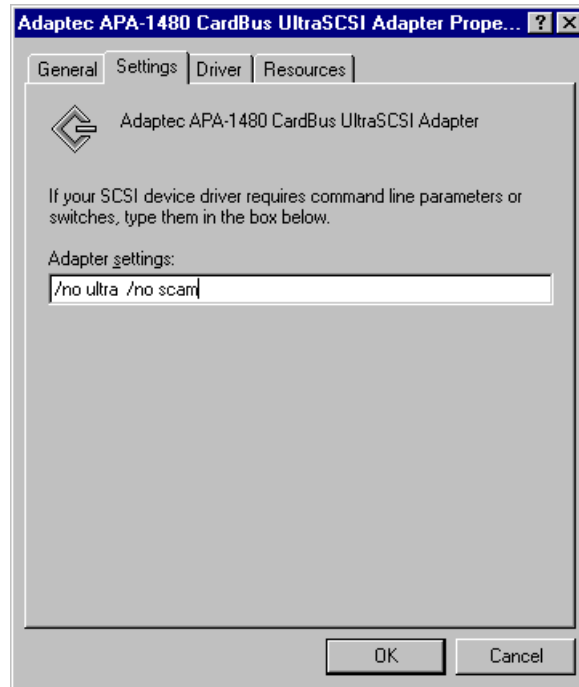 Adaptec APA-1480 CardBus UltraSCSI Adapter Prope... ? X
General Settings Driver Resources
Adaptec APA-1480 CardBus UltraSCSI Adapter
If your SCSI device driver requires command line parameters or
switches, type them in the box below.
Adapter settings:
/no ultra  /no scam
OK Cancel